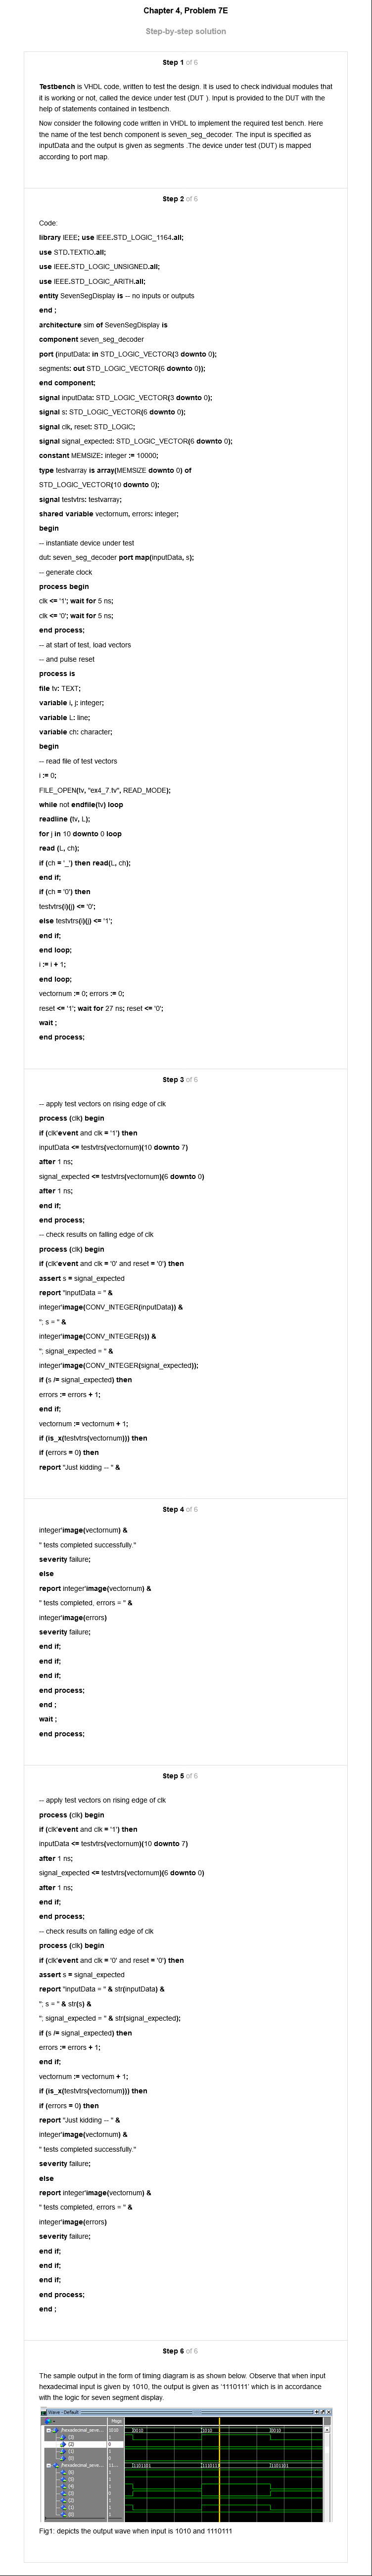 Chapter 4, Problem 7E
Step-by-step solution
Step 1 of 6
Testbench is VHDL code, written to test the design. It is used to check individual modules that
it is working or not, called the device under test (DUT ). Input is provided to the DUT with the
help of statements contained in testbench.
Now consider the following code written in VHDL to implement the required test bench. Here
the name of the test bench component is seven_seg_decoder. The input is specified as
inputData and the output is given as segments .The device under test (DUT) is mapped
according to port map.
Step 2 of 6
Code:
library IEEE; use IEEE.STD_LOGIC_1164.all;
use STD.TEXTIO.all;
use IEEE.STD_LOGIC_UNSIGNED.all;
use IEEE.STD_LOGIC_ARITH.all;
entity SevenSegDisplay is -- no inputs or outputs
end ;
architecture sim of SevenSegDisplay is
component seven_seg_decoder
port (inputData: in STD_LOGIC_VECTOR(3 downto 0);
segments: out STD_LOGIC_VECTOR(6 downto 0));
end component;
signal inputData: STD_LOGIC_VECTOR(3 downto 0);
signal s: STD_LOGIC_VECTOR(6 downto 0);
signal clk, reset: STD_LOGIC;
signal signal_expected: STD_LOGIC_VECTOR(6 downto 0);
constant MEMSIZE: integer := 10000;
type testvarray is array(MEMSIZE downto 0) of
STD_LOGIC_VECTOR(10 downto 0);
signal testvtrs: testvarray;
shared variable vectornum, errors: integer;
begin
-- instantiate device under test
dut: seven_seg_decoder port map(inputData, s);
-- generate clock
process begin
clk <= '1'; wait for 5 ns;
clk <= '0'; wait for 5 ns;
end process;
-- at start of test, load vectors
-- and pulse reset
process is
file tv: TEXT;
variable i, j: integer;
variable L: line;
variable ch: character;
begin
-- read file of test vectors
i := 0;
FILE_OPEN(tv, "ex4_7.tv", READ_MODE);
while not endfile(tv) loop
readline (tv, L);
for j in 10 downto 0 loop
read (L, ch);
if (ch = '_') then read(L, ch);
end if;
if (ch = '0') then
testvtrs(i)(j) <= '0';
else testvtrs(i)(j) <= '1';
end if;
end loop;
i := i + 1;
end loop;
vectornum := 0; errors := 0;
reset <= '1'; wait for 27 ns; reset <= '0';
wait ;
end process;
Step 3 of 6
-- apply test vectors on rising edge of clk
process (clk) begin
if (clk'event and clk = '1') then
inputData <= testvtrs(vectornum)(10 downto 7)
after 1 ns;
signal_expected <= testvtrs(vectornum)(6 downto 0)
after 1 ns;
end if;
end process;
-- check results on falling edge of clk
process (clk) begin
if (clk'event and clk = '0' and reset = '0') then
assert s = signal_expected
report "inputData = " &
integer'image(CONV_INTEGER(inputData)) &
"; s = " &
integer'image(CONV_INTEGER(s)) &
"; signal_expected = " &
integer'image(CONV_INTEGER(signal_expected));
if (s /= signal_expected) then
errors := errors + 1;
end if;
vectornum := vectornum + 1;
if (is_x(testvtrs(vectornum))) then
if (errors = 0) then
report "Just kidding -- " &
Step 4 of 6
integer'image(vectornum) &
" tests completed successfully."
severity failure;
else
report integer'image(vectornum) &
" tests completed, errors = " &
integer'image(errors)
severity failure;
end if;
end if;
end if;
end process;
end ;
wait ;
end process;
Step 5 of 6
-- apply test vectors on rising edge of clk
process (clk) begin
if (clk'event and clk = '1') then
inputData <= testvtrs(vectornum)(10 downto 7)
after 1 ns;
signal_expected <= testvtrs(vectornum)(6 downto 0)
after 1 ns;
end if;
end process;
-- check results on falling edge of clk
process (clk) begin
if (clk'event and clk = '0' and reset = '0') then
assert s = signal_expected
report "inputData = " & str(inputData) &
"; s = " & str(s) &
"; signal_expected = " & str(signal_expected);
if (s /= signal_expected) then
errors := errors + 1;
end if;
vectornum := vectornum + 1;
if (is_x(testvtrs(vectornum))) then
if (errors = 0) then
report "Just kidding -- " &
integer'image(vectornum) &
" tests completed successfully."
severity failure;
else
report integer'image(vectornum) &
" tests completed, errors = " &
integer'image(errors)
severity failure;
end if;
end if;
end if;
end process;
end ;
Step 6 of 6
The sample output in the form of timing diagram is as shown below. Observe that when input
hexadecimal input is given by 1010, the output is given as '1110111' which is in accordance
with the logic for seven segment display.
Wave - Default
Msgs
/hexadecimal_seve... 1010 0010 1010 0010
(3)
(2) 0
(1)
(0) 0
/hexadecimal_seve... 11... 1101101 1110111 1101101
(6)
(5)
(4)
(3)
(2)
(1)
(0)
Fig1: depicts the output wave when input is 1010 and 1110111